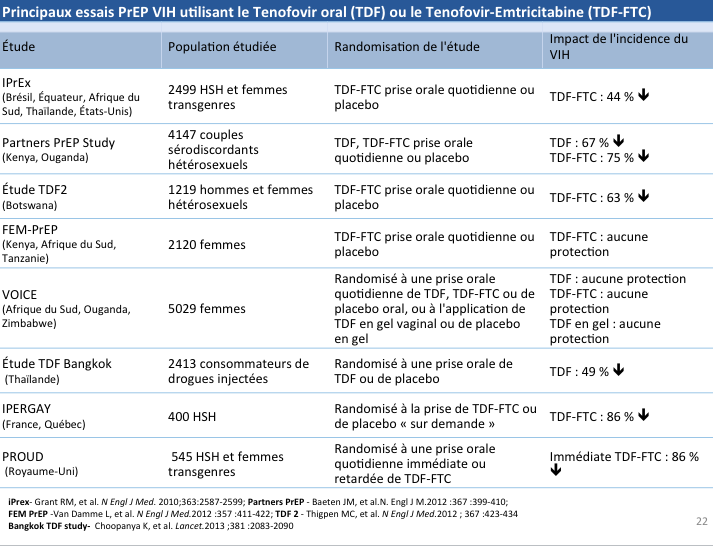 Principaux essais PrEP VIH utilisant le Tenofovir oral (TDF) ou le Tenofovir-Emtricitabine (TDF-FTC)
Étude
Population étudiée
Randomisation de l'étude
Impact de l'incidence du
VIH
IPrEx
(Brésil, Équateur, Afrique du
Sud, Thaïlande, États-Unis)
2499 HSH et femmes
transgenres
TDF-FTC prise orale quotidienne ou
placebo
TDF-FTC : 44 % 🡻
Partners PrEP Study
(Kenya, Ouganda)
4147 couples
sérodiscordants
hétérosexuels
TDF, TDF-FTC prise orale
quotidienne ou placebo
TDF : 67 % 🡻
TDF-FTC : 75 % 🡻
Étude TDF2
(Botswana)
1219 hommes et femmes
hétérosexuels
TDF-FTC prise orale quotidienne ou
placebo
TDF-FTC : 63 % 🡻
FEM-PrEP
(Kenya, Afrique du Sud,
Tanzanie)
2120 femmes
TDF-FTC prise orale quotidienne ou
placebo
TDF-FTC : aucune
protection
VOICE
(Afrique du Sud, Ouganda,
Zimbabwe)
5029 femmes
Randomisé à une prise orale
quotidienne de TDF, TDF-FTC ou de
placebo oral, ou à l'application de
TDF en gel vaginal ou de placebo
en gel
TDF : aucune protection
TDF-FTC : aucune
protection
TDF en gel : aucune
protection
Étude TDF Bangkok
(Thaïlande)
2413 consommateurs de
drogues injectées
Randomisé à une prise orale de
TDF ou de placebo
TDF : 49 % 🡻
IPERGAY
(France, Québec)
400 HSH
Randomisé à la prise de TDF-FTC ou
de placebo « sur demande »
TDF-FTC : 86 % 🡻
PROUD
(Royaume-Uni)
545 HSH et femmes
transgenres
Randomisé à une prise orale
quotidienne immédiate ou
retardée de TDF-FTC
Immédiate TDF-FTC : 86 %
🡻
iPrex- Grant RM, et al. N Engl J Med. 2010;363:2587-2599; Partners PrEP - Baeten JM, et al.N. Engl J M.2012 :367 :399-410;
FEM PrEP -Van Damme L, et al. N Engl J Med.2012 :357 :411-422; TDF 2 - Thigpen MC, et al. N Engl J Med.2012 ; 367 :423-434
Bangkok TDF study- Choopanya K, et al. Lancet.2013 ;381 :2083-2090
22